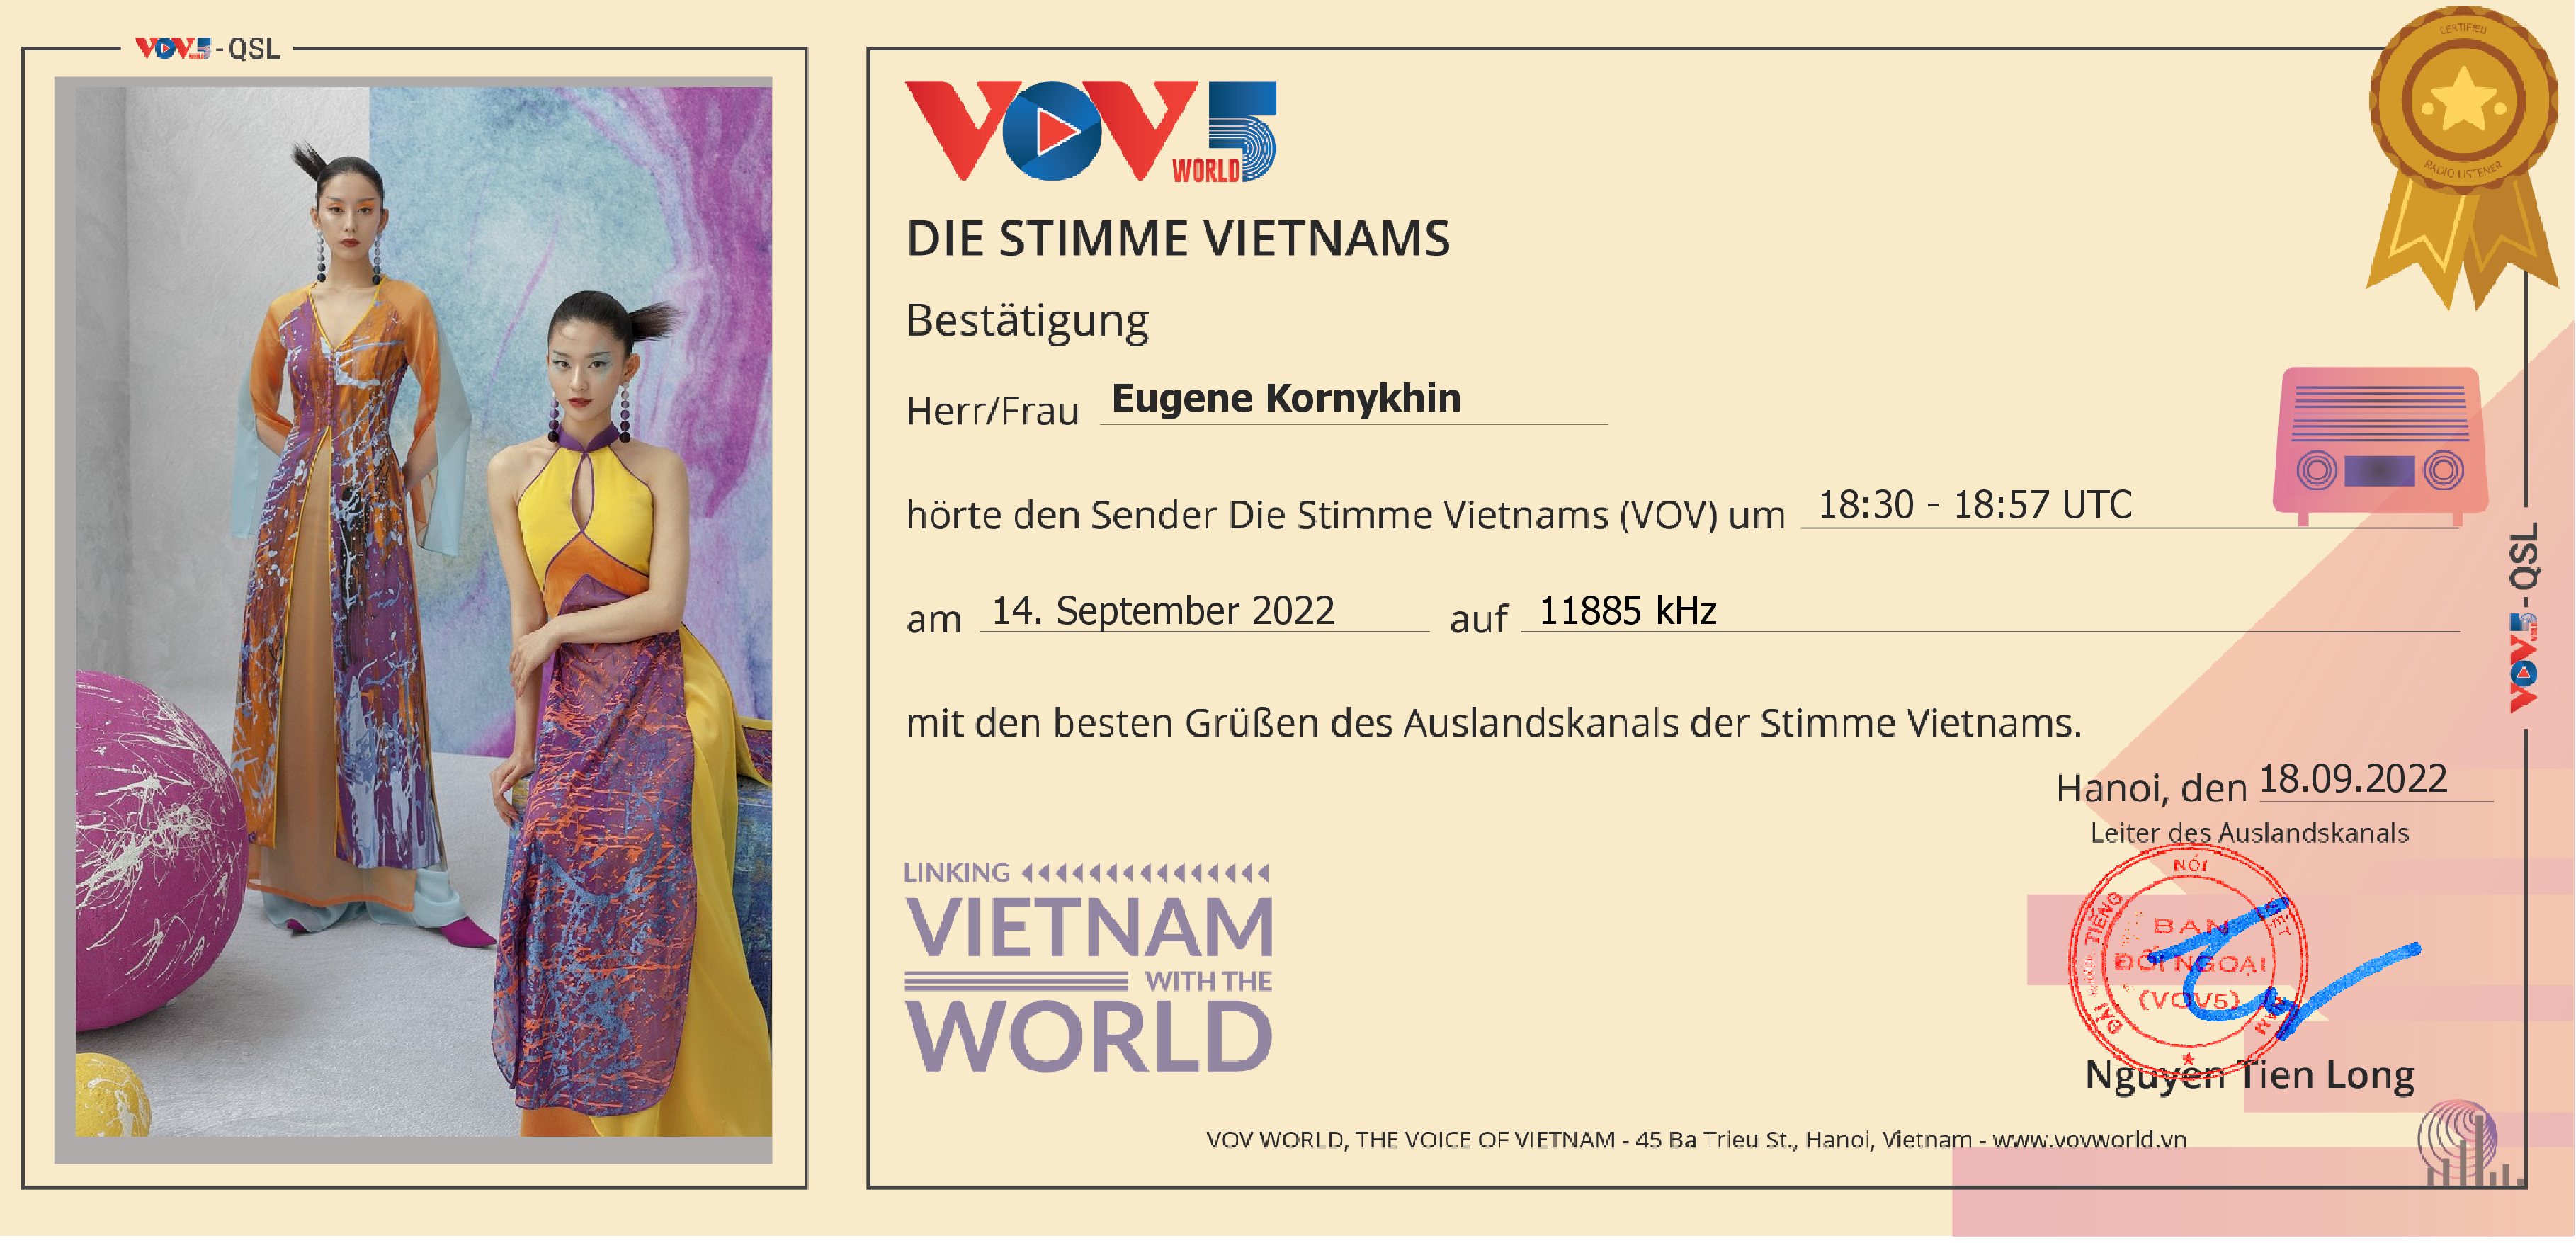 VOV5 WORLD - QSL
VOV5
WORLD
DIE STIMME VIETNAMS
Bestätigung
Herr/Frau Eugene Kornykhin
hörte den Sender Die Stimme Vietnams (VOV) um 18:30 - 18:57 UTC
am 14. September 2022 auf 11885 kHz
mit den besten Grüßen des Auslandskanals der Stimme Vietnams.
Hanoi, den 18.09.2022
Leiter des Auslandskanals
ĐÀI TIẾNG NÓI VIỆT NAM
BAN
ĐỐI NGOẠI
(VOV5)
Nguyen Tien Long
LINKING
VIETNAM
WITH THE
WORLD
VOV WORLD, THE VOICE OF VIETNAM - 45 Ba Trieu St., Hanoi, Vietnam - www.vovworld.vn
CERTIFIED
RADIO LISTENER
VOV5 WORLD - QSL